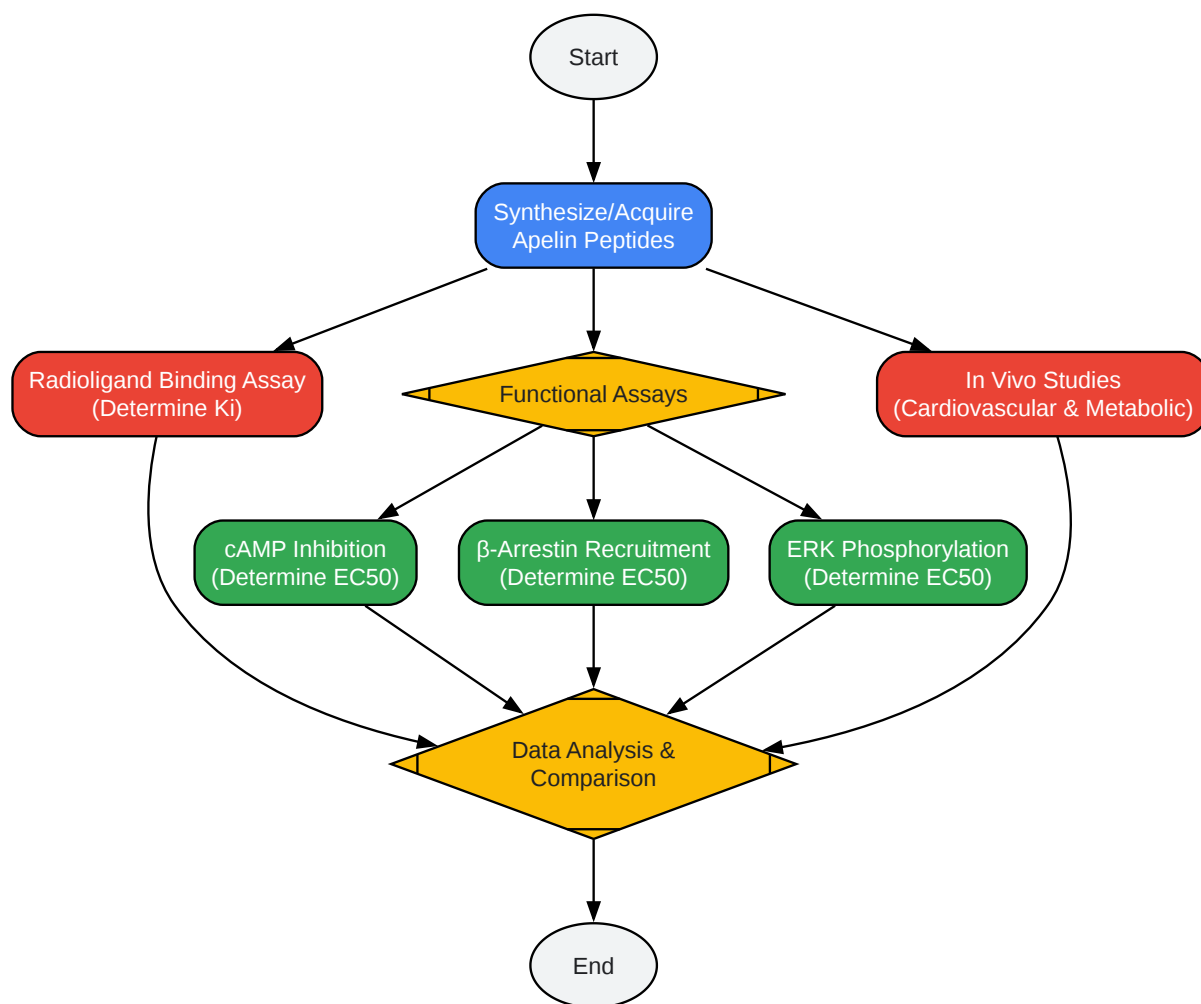 Start
Synthesize/Acquire
Apelin Peptides
Radioligand Binding Assay
(Determine Ki)
Functional Assays
In Vivo Studies
(Cardiovascular & Metabolic)
cAMP Inhibition
(Determine EC50)
β-Arrestin Recruitment
(Determine EC50)
ERK Phosphorylation
(Determine EC50)
Data Analysis &
Comparison
End